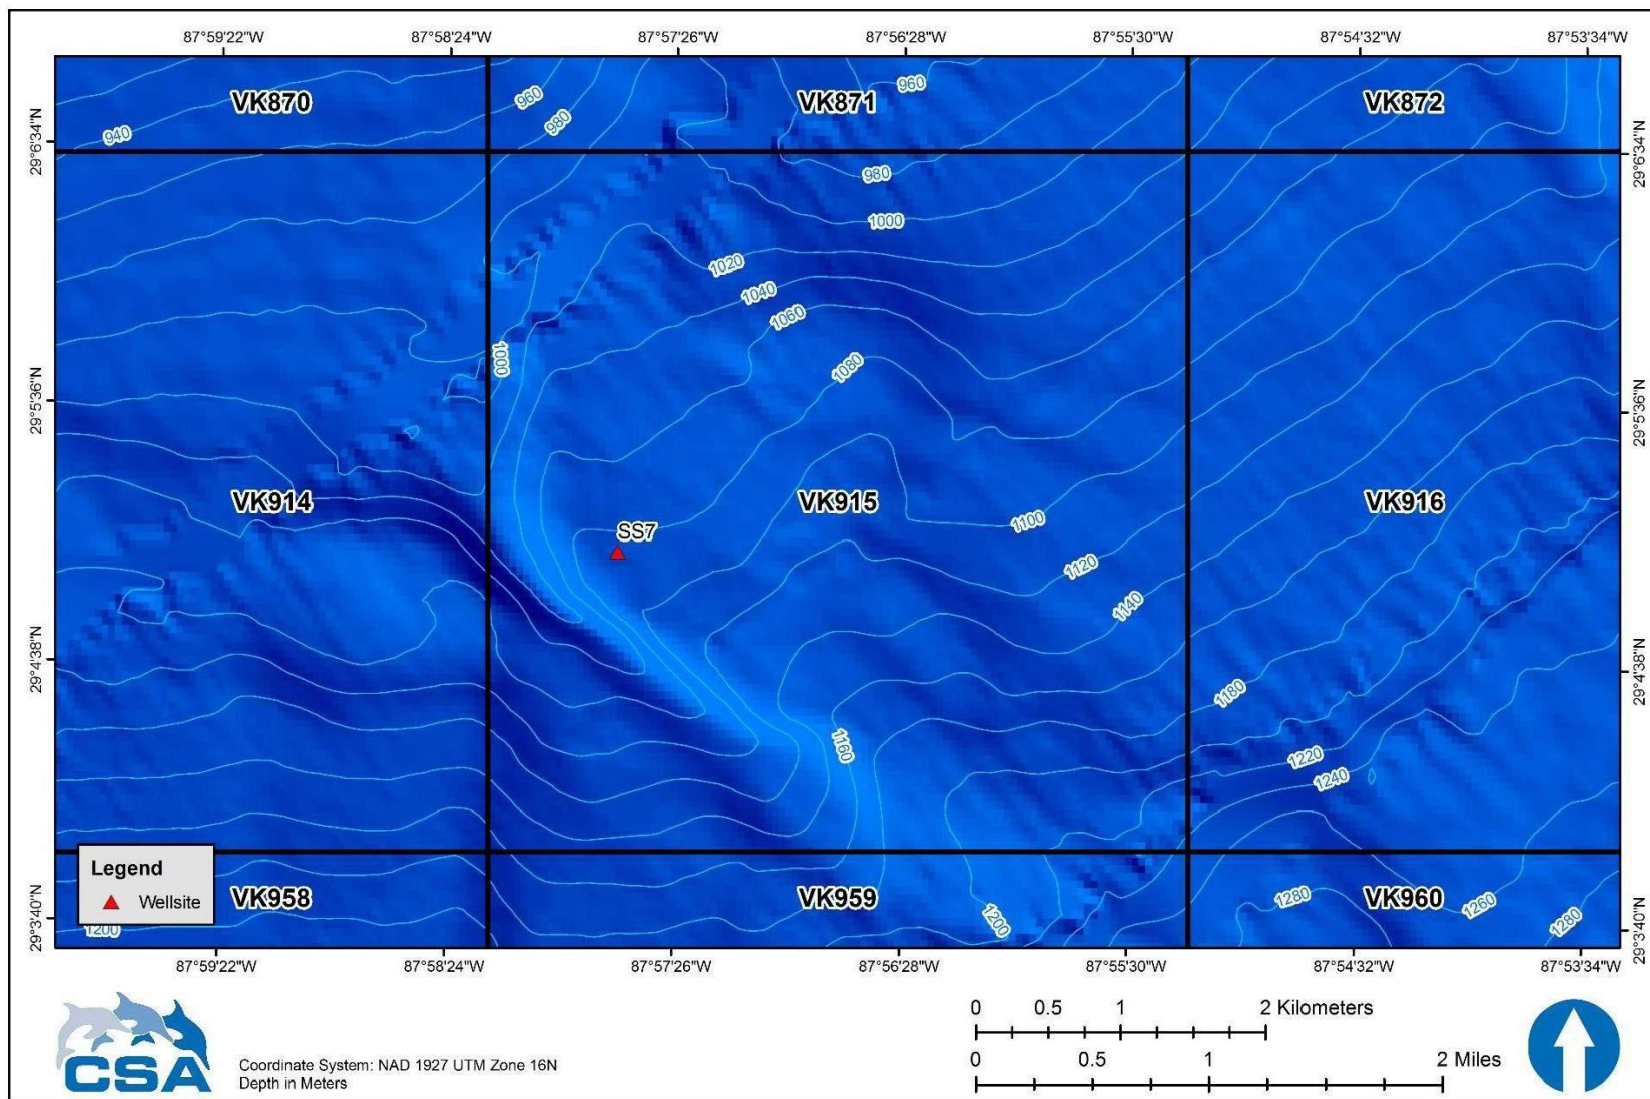 87°59'22"W 87°58'24"W 87°57'26"W 87°56'28"W 87°55'30"W 87°54'32"W 87°53'34"W
960
960
VK870
VK871
VK872
980
940
29°6'34"N
29°6'34"N
980
1000
1020
1040
1060
1000
1080
29°5'36"N
29°5'36"N
VK914
VK915
VK916
1100
SS7
1120
1140
29°4'38"N
29°4'38"N
1180
1160
1220
1240
Legend
Wellsite
VK958
VK959
VK960
1280
1260
1200
1200
1280
29°3'40"N
29°3'40"N
87°59'22"W 87°58'24"W 87°57'26"W 87°56'28"W 87°55'30"W 87°54'32"W 87°53'34"W
CSA
Coordinate System: NAD 1927 UTM Zone 16N
Depth in Meters
0 0.5 1 2 Kilometers
0 0.5 1 2 Miles